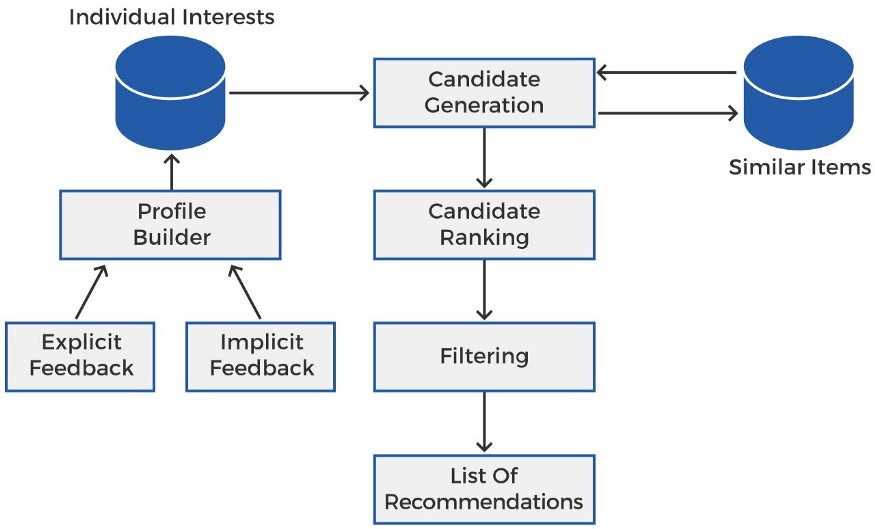 Individual Interests
Candidate
Generation
Similar Items
Profile
Builder
Candidate
Ranking
Explicit
Feedback
Implicit
Feedback
Filtering
List Of
Recommendations